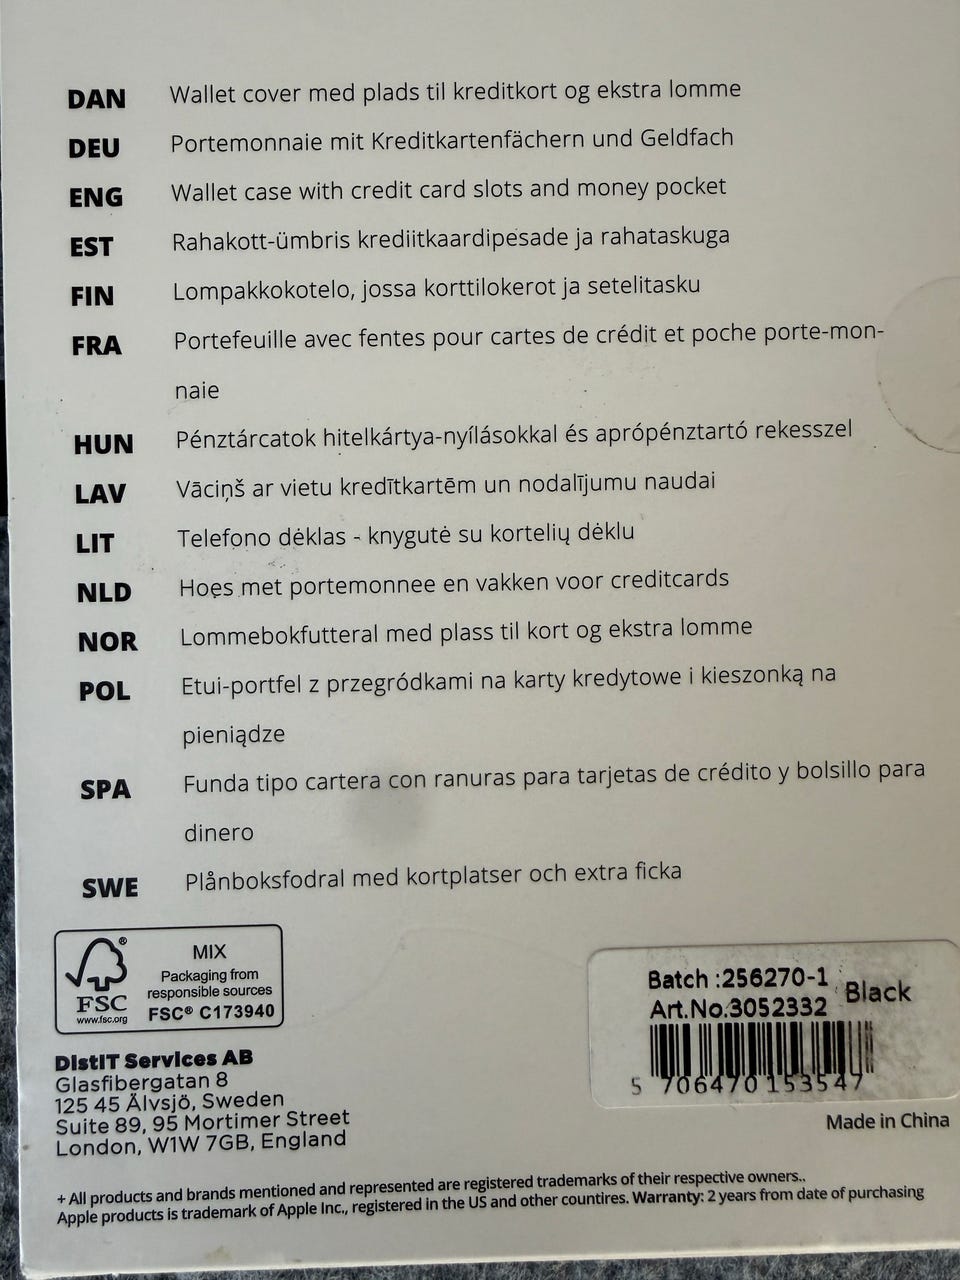 DAN Wallet cover med plads til kreditkort og ekstra lomme
DEU Portemonnaie mit Kreditkartenfächern und Geldfach
ENG Wallet case with credit card slots and money pocket
EST Rahakott-ümbris krediitkaardipesade ja rahataskuga
FIN Lompakkokotelo, jossa korttilokerot ja setelitasku
FRA Portefeuille avec fentes pour cartes de crédit et poche porte-mon-
naie
HUN Pénztárcatok hitelkártya-nyílásokkal és aprópénztartó rekesszel
LAV Vāciņš ar vietu kredītkartēm un nodalījumu naudai
LIT Telefono dėklas - knygutė su kortelių dėklu
NLD Hoes met portemonnee en vakken voor creditcards
NOR Lommebokfutteral med plass til kort og ekstra lomme
POL Etui-portfel z przegródkami na karty kredytowe i kieszonką na
pieniądze
SPA Funda tipo cartera con ranuras para tarjetas de crédito y bolsillo para
dinero
SWE Plånboksfodral med kortplatser och extra ficka
FSC
www.fsc.org
®
MIX
Packaging from
responsible sources
FSC® C173940
Batch :256270-1
Art.No.3052332
Black
5 706470 153547
Made in China
DistIT Services AB
Glasfibergatan 8
125 45 Älvsjö, Sweden
Suite 89, 95 Mortimer Street
London, W1W 7GB, England
+ All products and brands mentioned and represented are registered trademarks of their respective owners..
Apple products is trademark of Apple Inc., registered in the US and other countires. Warranty: 2 years from date of purchasing